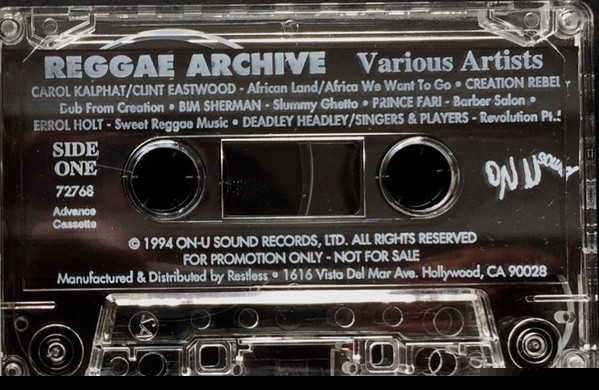 REGGAE ARCHIVE Various Artists
CAROL KALPHAT/CLINT EASTWOOD - African Land/Africa We Want To Go • CREATION REBEL
Dub From Creation • BIM SHERMAN - Slummy Ghetto • PRINCE FARI - Barber Salon •
ERROL HOLT - Sweet Reggae Music • DEADLEY HEADLEY/SINGERS & PLAYERS - Revolution Pt.
SIDE
ONE
72768
Advance
Cassette
ON U SOUND
© 1994 ON-U SOUND RECORDS, LTD. ALL RIGHTS RESERVED
FOR PROMOTION ONLY - NOT FOR SALE
Manufactured & Distributed by Restless • 1616 Vista Del Mar Ave. Hollywood, CA 90028